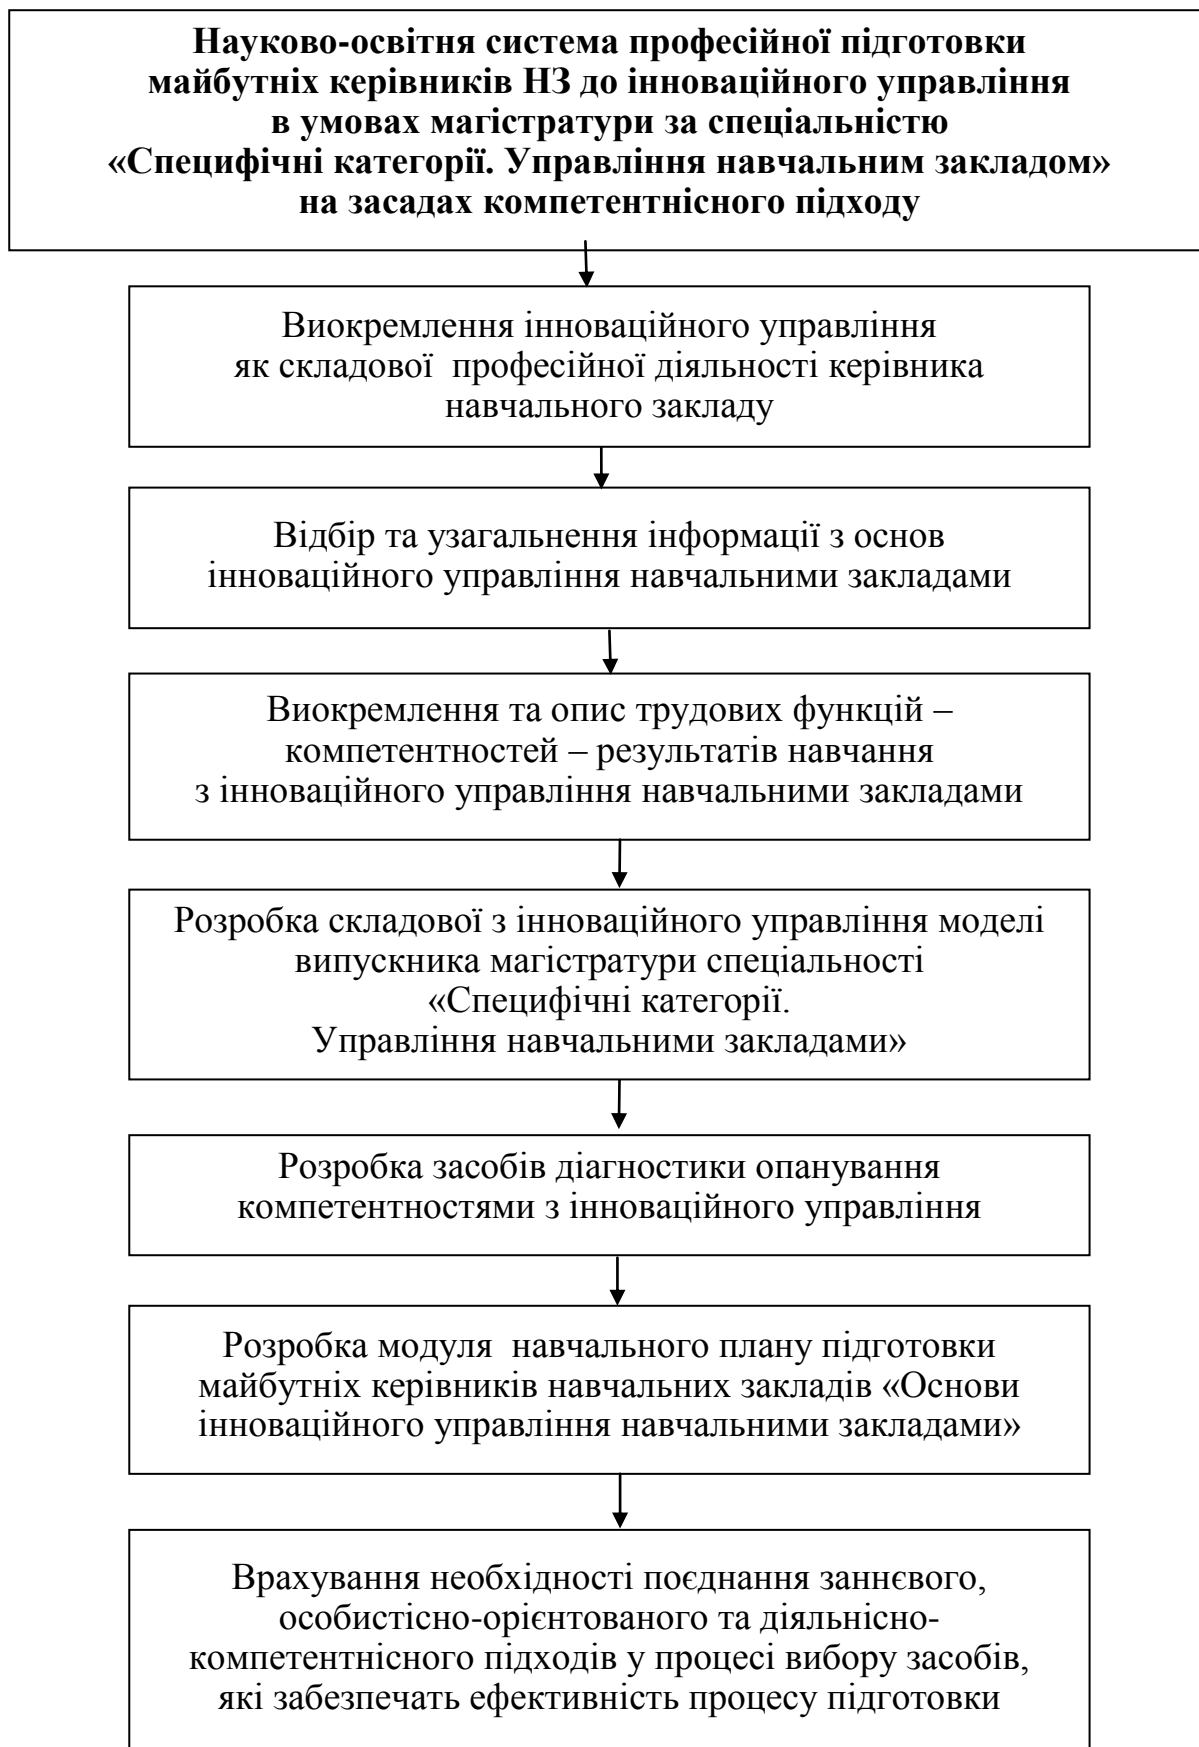 Науково-освітня система професійної підготовки
майбутніх керівників НЗ до інноваційного управління
в умовах магістратури за спеціальністю
«Специфічні категорії. Управління навчальним закладом»
на засадах компетентнісного підходу
Виокремлення інноваційного управління
як складової професійної діяльності керівника
навчального закладу
Відбір та узагальнення інформації з основ
інноваційного управління навчальними закладами
Виокремлення та опис трудових функцій –
компетентностей – результатів навчання
з інноваційного управління навчальними закладами
Розробка складової з інноваційного управління моделі
випускника магістратури спеціальності
«Специфічні категорії.
Управління навчальними закладами»
Розробка засобів діагностики опанування
компетентностями з інноваційного управління
Розробка модуля навчального плану підготовки
майбутніх керівників навчальних закладів «Основи
інноваційного управління навчальними закладами»
Врахування необхідності поєднання заннєвого,
особистісно-орієнтованого та діяльнісно-
компетентнісного підходів у процесі вибору засобів,
які забезпечать ефективність процесу підготовки